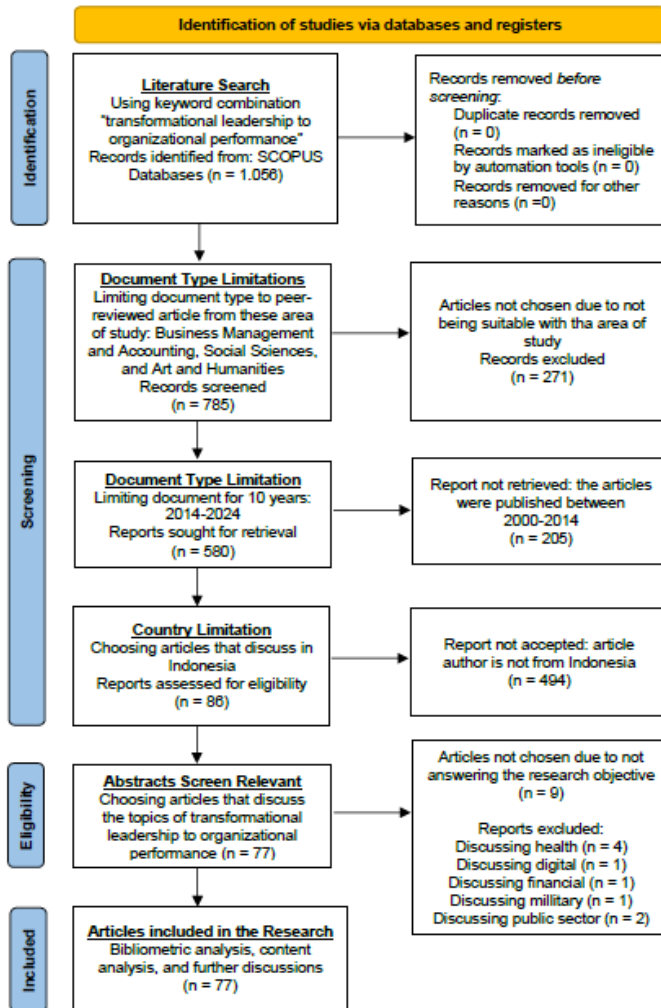 Identification of studies via databases and registers
Identification
Literature Search
Using keyword combination
"transformational leadership to
organizational performance"
Records identified from: SCOPUS
Databases (n = 1.056)
Records removed before
screening:
Duplicate records removed
(n = 0)
Records marked as ineligible
by automation tools (n = 0)
Records removed for other
reasons (n =0)
Screening
Document Type Limitations
Limiting document type to peer-
reviewed article from these area
of study: Business Management
and Accounting, Social Sciences,
and Art and Humanities
Records screened
(n = 785)
Articles not chosen due to not
being suitable with tha area of
study
Records excluded
(n = 271)
Document Type Limitation
Limiting document for 10 years:
2014-2024
Reports sought for retrieval
(n = 580)
Report not retrieved: the articles
were published between
2000-2014
(n = 205)
Country Limitation
Choosing articles that discuss in
Indonesia
Reports assessed for eligibility
(n = 86)
Report not accepted: article
author is not from Indonesia
(n = 494)
Eligibility
Abstracts Screen Relevant
Choosing articles that discuss
the topics of transformational
leadership to organizational
performance (n = 77)
Articles not chosen due to not
answering the research objective
(n = 9)
Reports excluded:
Discussing health (n = 4)
Discussing digital (n = 1)
Discussing financial (n = 1)
Discussing millitary (n = 1)
Discussing public sector (n = 2)
Included
Articles included in the Research
Bibliometric analysis, content
analysis, and further discussions
(n = 77)